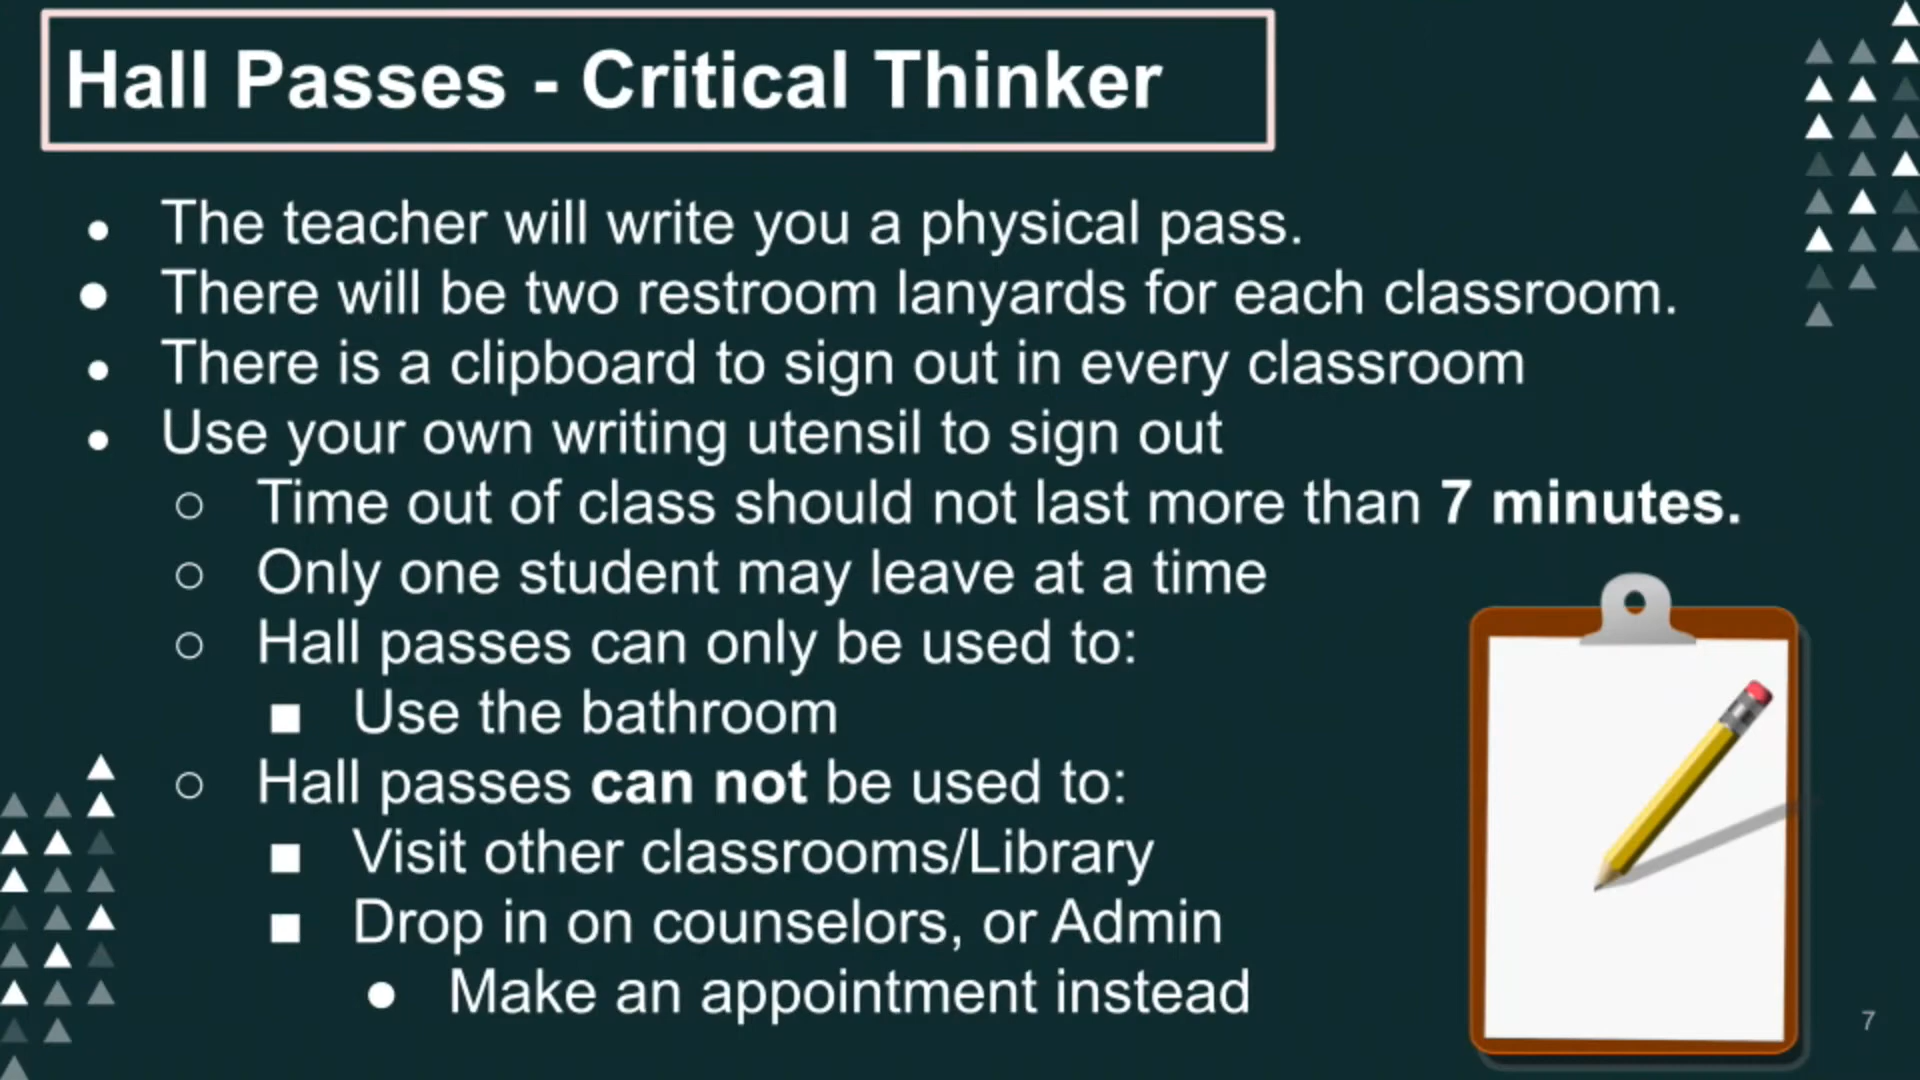 Hall Passes - Critical Thinker
● The teacher will write you a physical pass.
● There will be two restroom lanyards for each classroom.
● There is a clipboard to sign out in every classroom
● Use your own writing utensil to sign out
○ Time out of class should not last more than 7 minutes.
○ Only one student may leave at a time
○ Hall passes can only be used to:
■ Use the bathroom
○ Hall passes can not be used to:
■ Visit other classrooms/Library
■ Drop in on counselors, or Admin
● Make an appointment instead
7